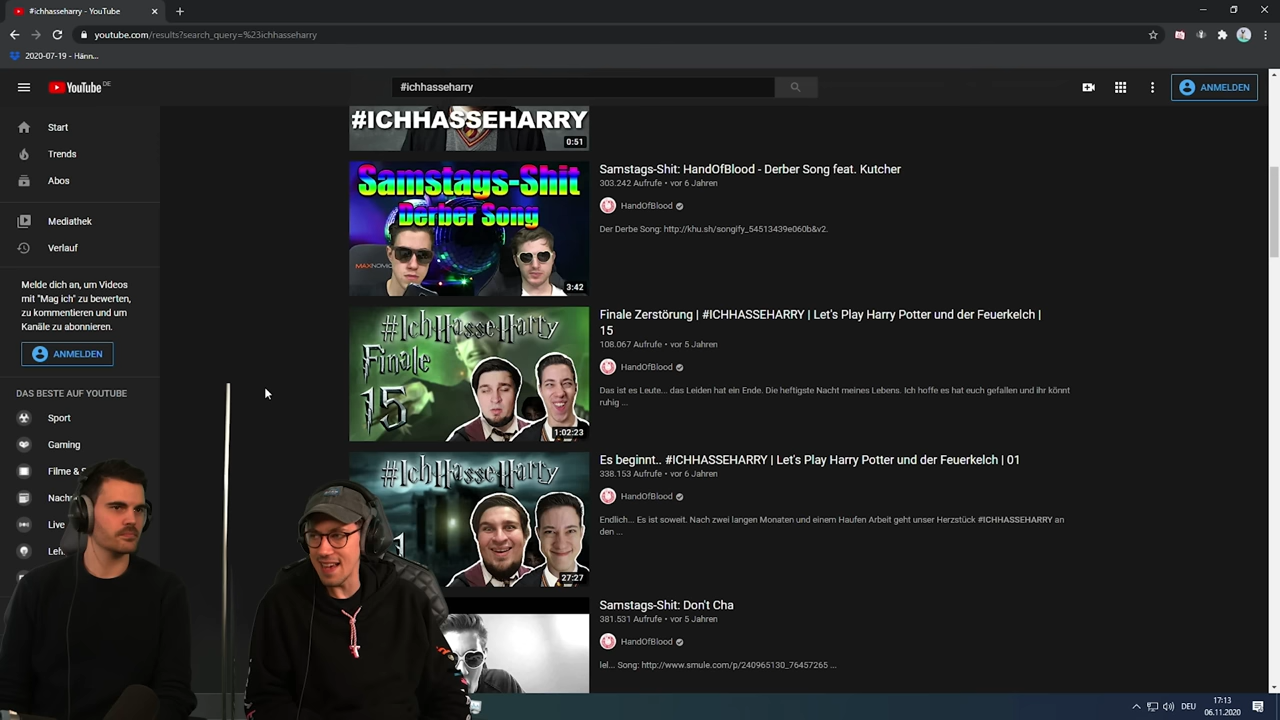 #ichhasseharry - YouTube
youtube.com/results?search_query=%23ichhasseharry
2020-07-19 - Hänn...
YouTube DE
#ichhasseharry
ANMELDEN
Start
Trends
Abos
Mediathek
Verlauf
Melde dich an, um Videos
mit "Mag ich" zu bewerten,
zu kommentieren und um
Kanäle zu abonnieren.
ANMELDEN
DAS BESTE AUF YOUTUBE
Sport
Gaming
Filme & S
Nachr
Live
#ICHHASSEHARRY
0:51
Samstags-Shit
Derber Song
MAXNOMIC
3:42
Samstags-Shit: HandOfBlood - Derber Song feat. Kutcher
303.242 Aufrufe • vor 6 Jahren
HandOfBlood
Der Derbe Song: http://khu.sh/songify_54513439e060b&v2.
#IchHasseHarry
Finale
15
1:02:23
Finale Zerstörung | #ICHHASSEHARRY | Let's Play Harry Potter und der Feuerkelch |
15
108.067 Aufrufe • vor 5 Jahren
HandOfBlood
Das ist es Leute... das Leiden hat ein Ende. Die heftigste Nacht meines Lebens. Ich hoffe es hat euch gefallen und ihr könnt
ruhig ...
#IchHasseHarry
27:27
Es beginnt.. #ICHHASSEHARRY | Let's Play Harry Potter und der Feuerkelch | 01
338.153 Aufrufe • vor 6 Jahren
HandOfBlood
Endlich... Es ist soweit. Nach zwei langen Monaten und einem Haufen Arbeit geht unser Herzstück #ICHHASSEHARRY an
den ...
Samstags-Shit: Don't Cha
381.531 Aufrufe • vor 5 Jahren
HandOfBlood
lel... Song: http://www.smule.com/p/240965130_76457265 ...
DEU
17:13
06.11.2020